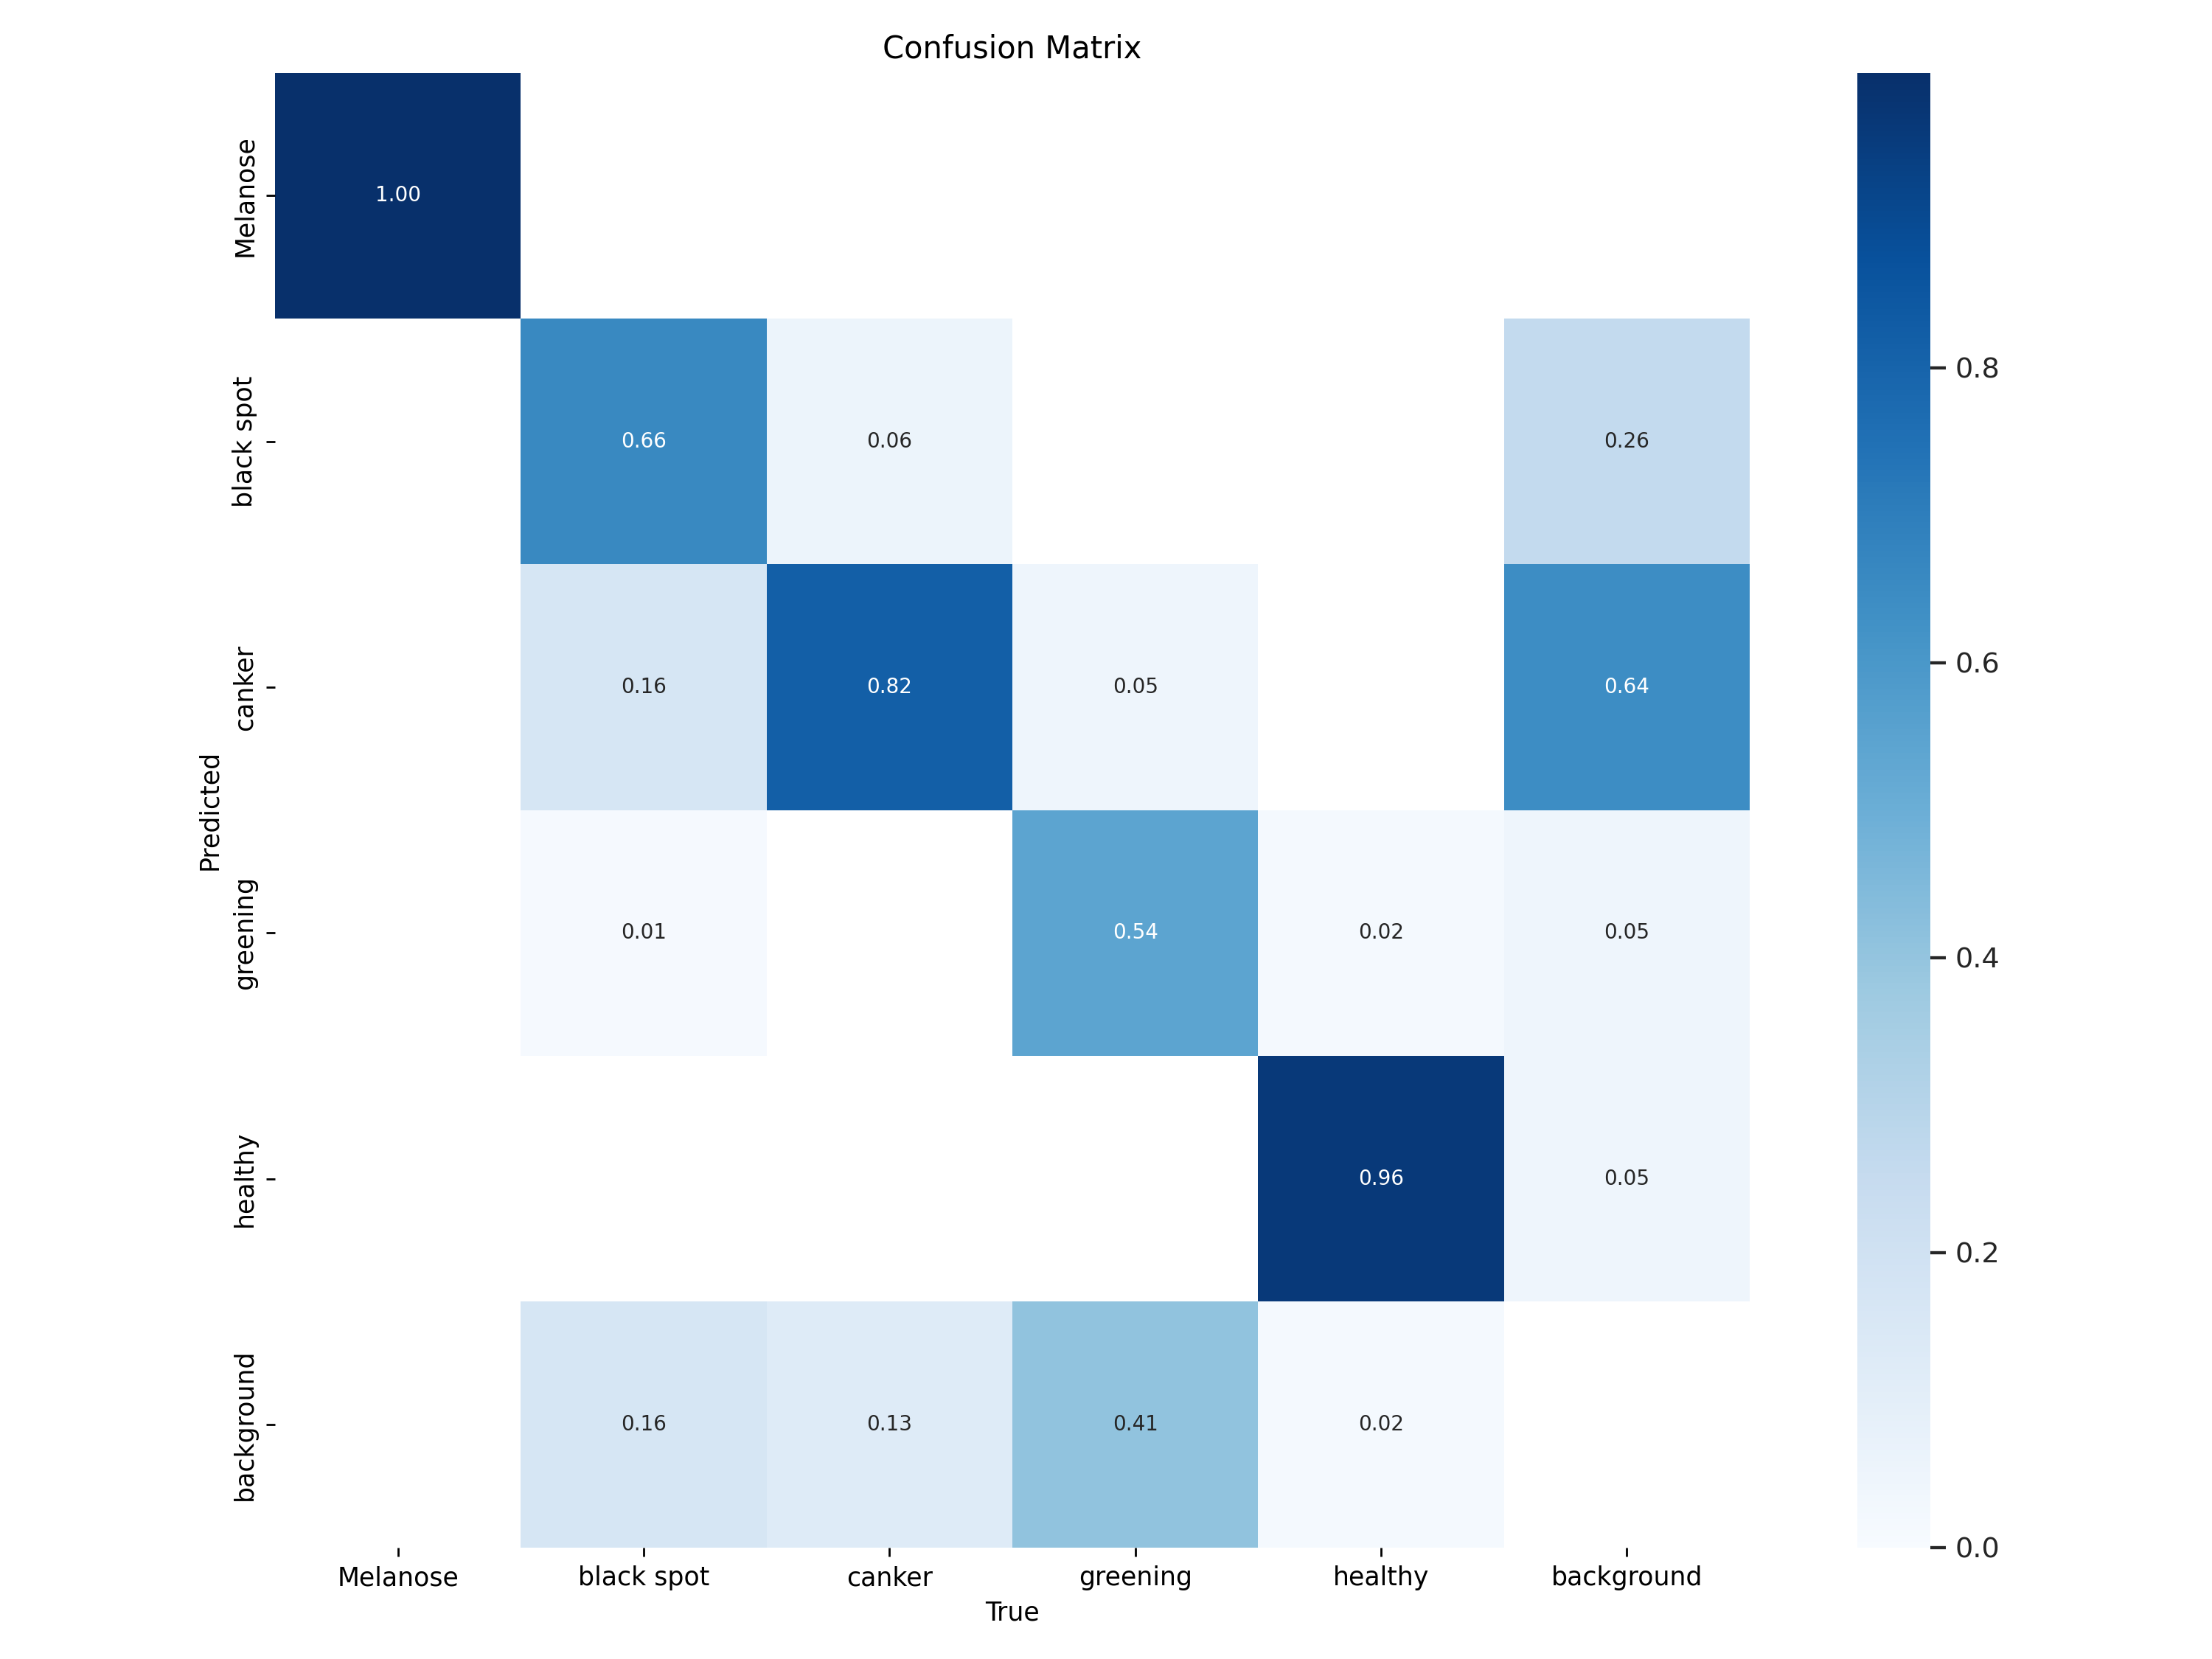 Confusion Matrix
Melanose
1.00
black spot
0.66 0.06 0.26
0.8
canker
0.16 0.82 0.05 0.64
0.6
Predicted
greening
0.01 0.54 0.02 0.05
0.4
healthy
0.96 0.05
0.2
background
0.16 0.13 0.41 0.02
0.0
Melanose black spot canker greening healthy background
True